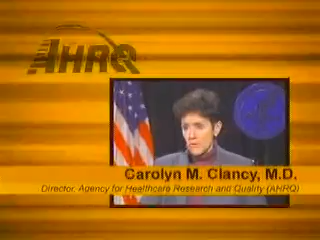 AHRQ
Carolyn M. Clancy, M.D.
Director, Agency for Healthcare Research and Quality (AHRQ)